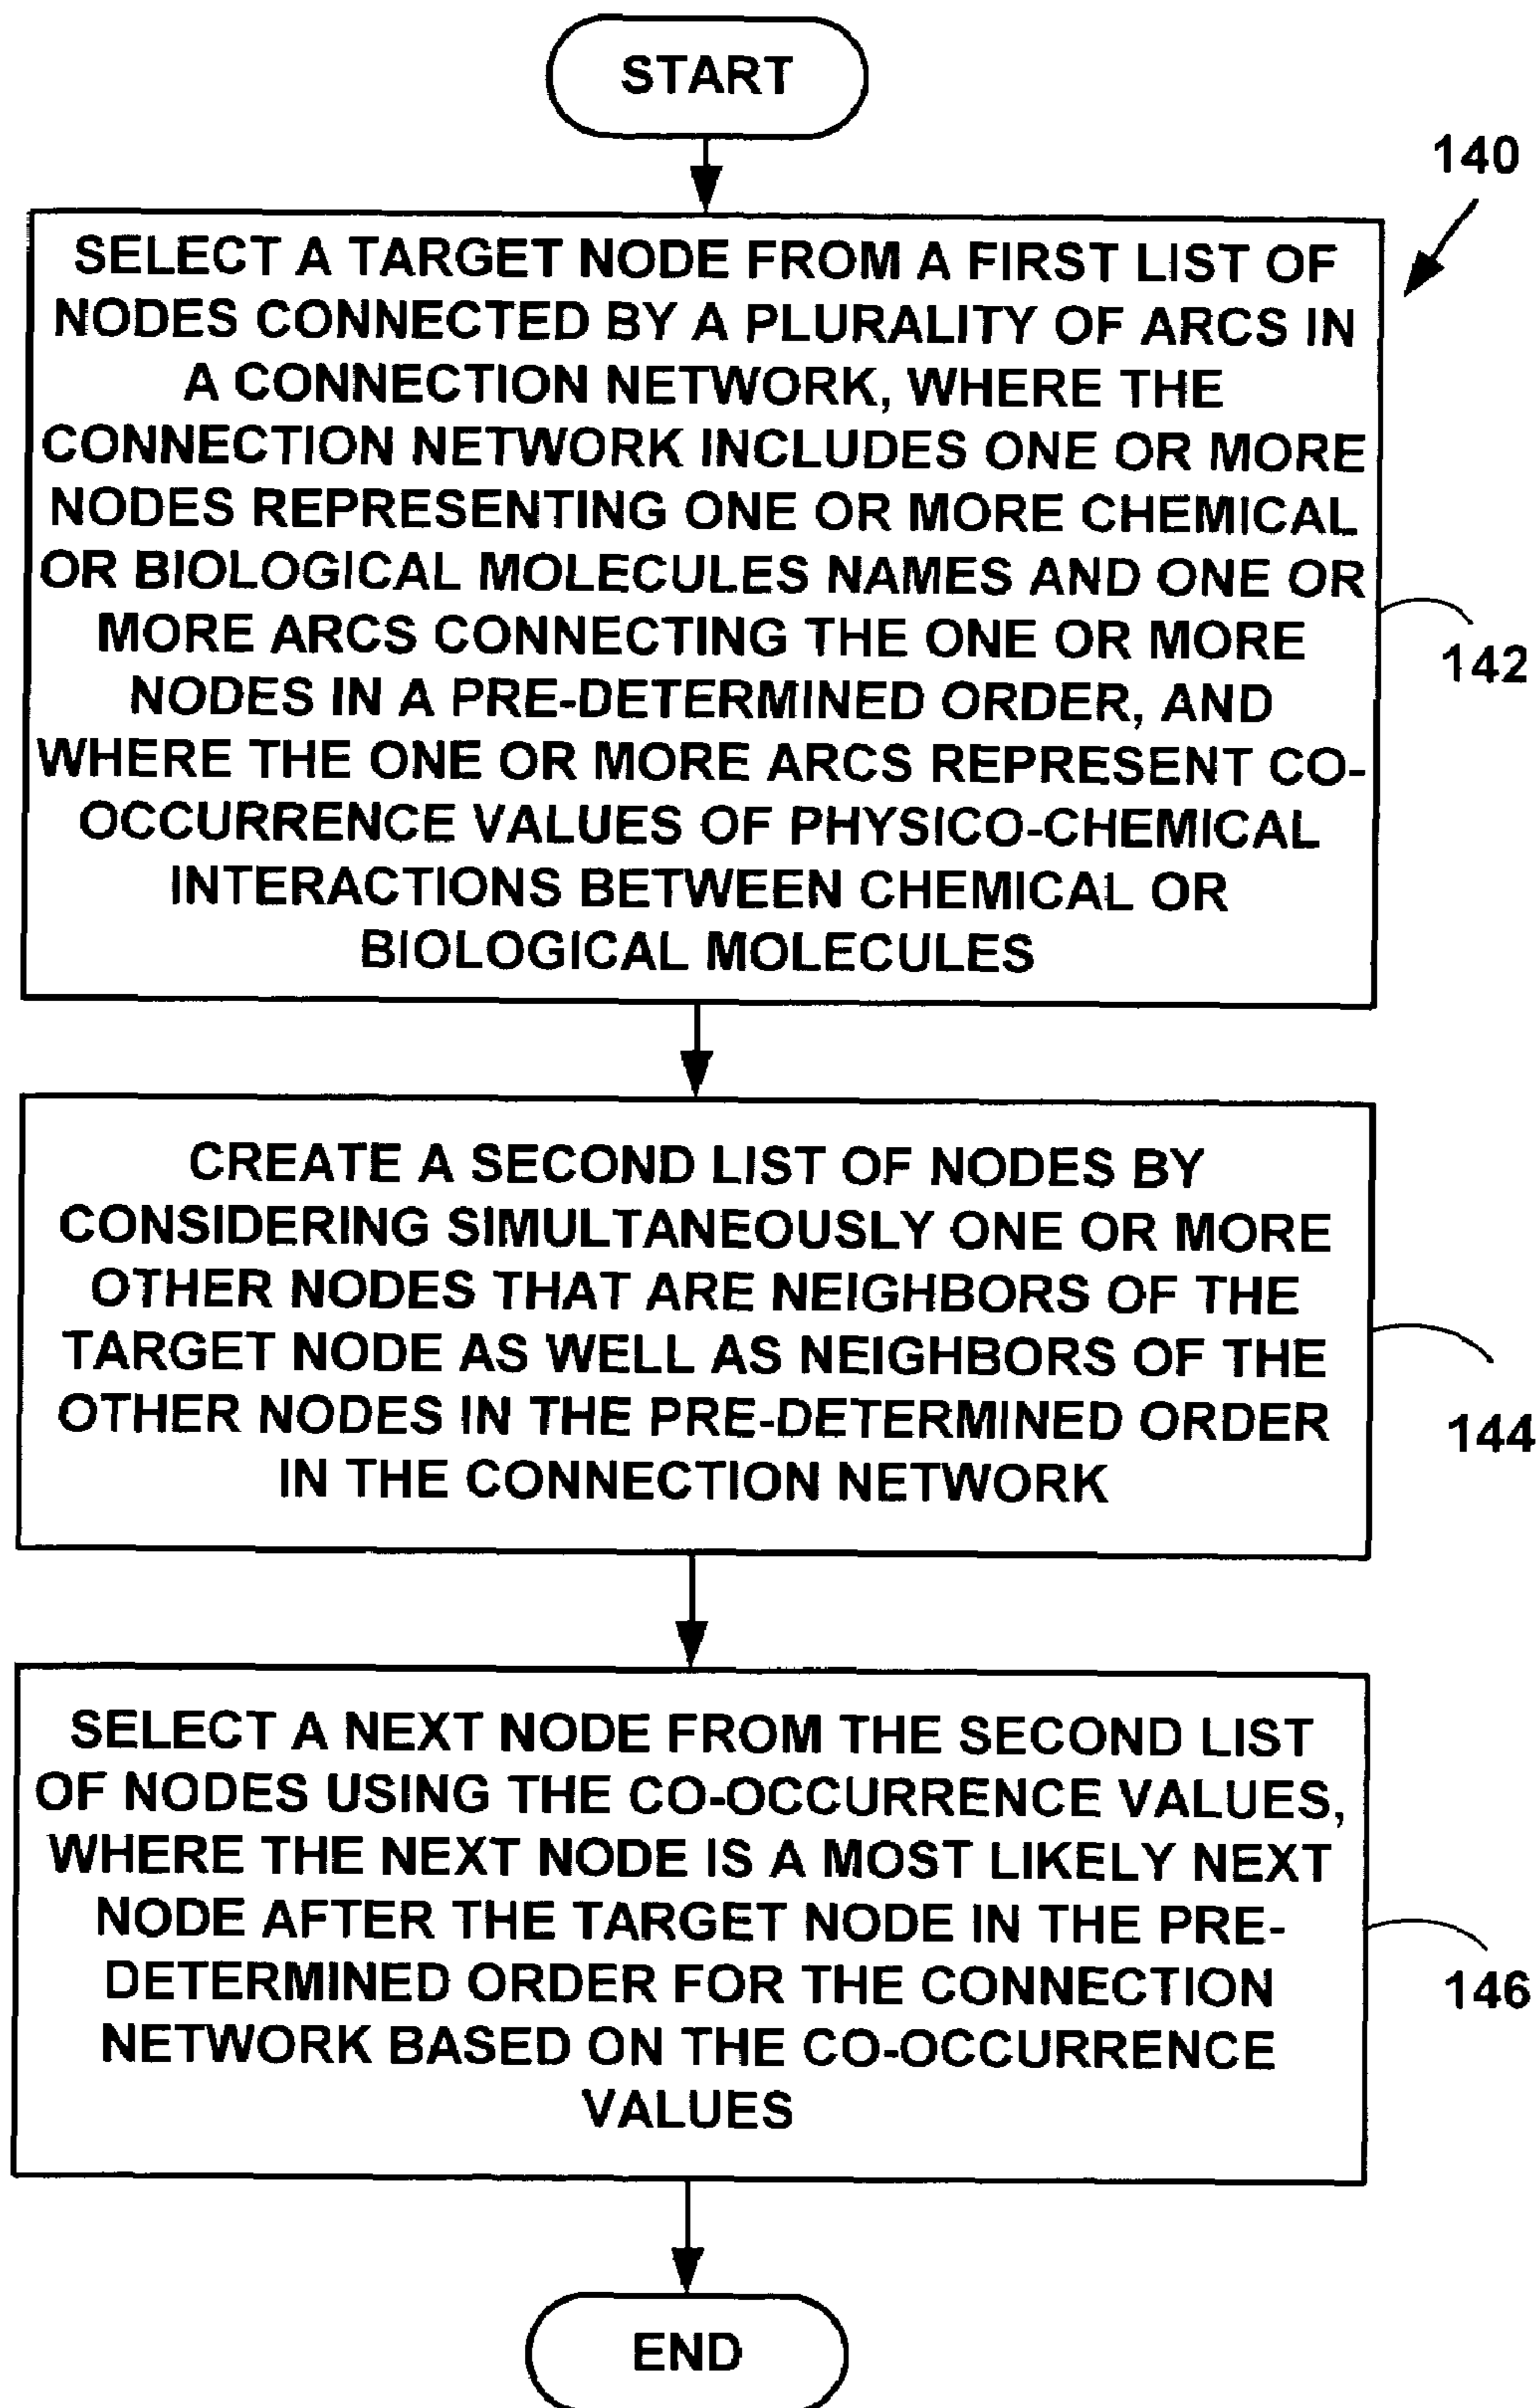 START
140
SELECT A TARGET NODE FROM A FIRST LIST OF
NODES CONNECTED BY A PLURALITY OF ARCS IN
A CONNECTION NETWORK, WHERE THE
CONNECTION NETWORK INCLUDES ONE OR MORE
NODES REPRESENTING ONE OR MORE CHEMICAL
OR BIOLOGICAL MOLECULES NAMES AND ONE OR
MORE ARCS CONNECTING THE ONE OR MORE
NODES IN A PRE-DETERMINED ORDER, AND
WHERE THE ONE OR MORE ARCS REPRESENT CO-
OCCURRENCE VALUES OF PHYSICO-CHEMICAL
INTERACTIONS BETWEEN CHEMICAL OR
BIOLOGICAL MOLECULES
142
CREATE A SECOND LIST OF NODES BY
CONSIDERING SIMULTANEOUSLY ONE OR MORE
OTHER NODES THAT ARE NEIGHBORS OF THE
TARGET NODE AS WELL AS NEIGHBORS OF THE
OTHER NODES IN THE PRE-DETERMINED ORDER
IN THE CONNECTION NETWORK
144
SELECT A NEXT NODE FROM THE SECOND LIST
OF NODES USING THE CO-OCCURRENCE VALUES,
WHERE THE NEXT NODE IS A MOST LIKELY NEXT
NODE AFTER THE TARGET NODE IN THE PRE-
DETERMINED ORDER FOR THE CONNECTION
NETWORK BASED ON THE CO-OCCURRENCE
VALUES
146
END